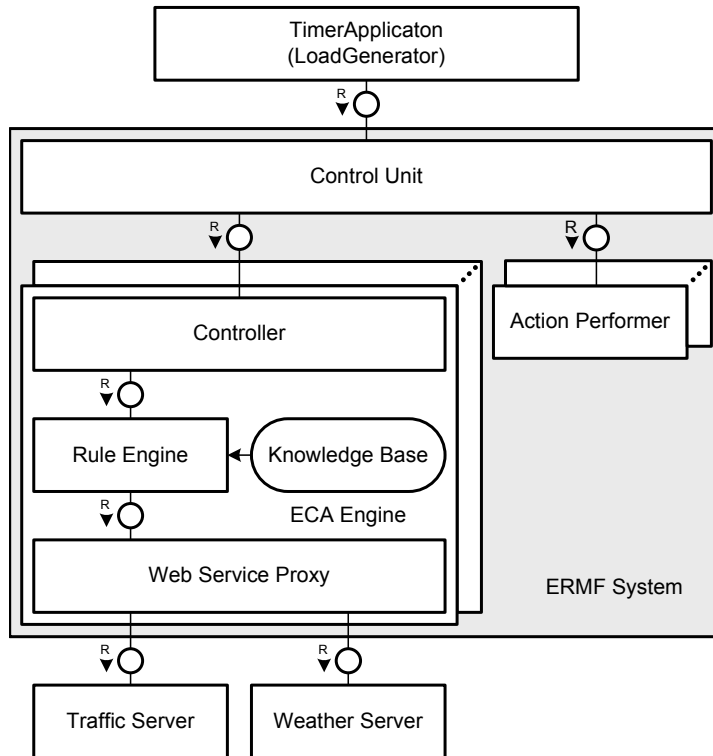 TimerApplicaton
(LoadGenerator)
R
Control Unit
R
R
Controller
Action Performer
R
Rule Engine
Knowledge Base
R
ECA Engine
Web Service Proxy
ERMF System
R
R
Traffic Server
Weather Server